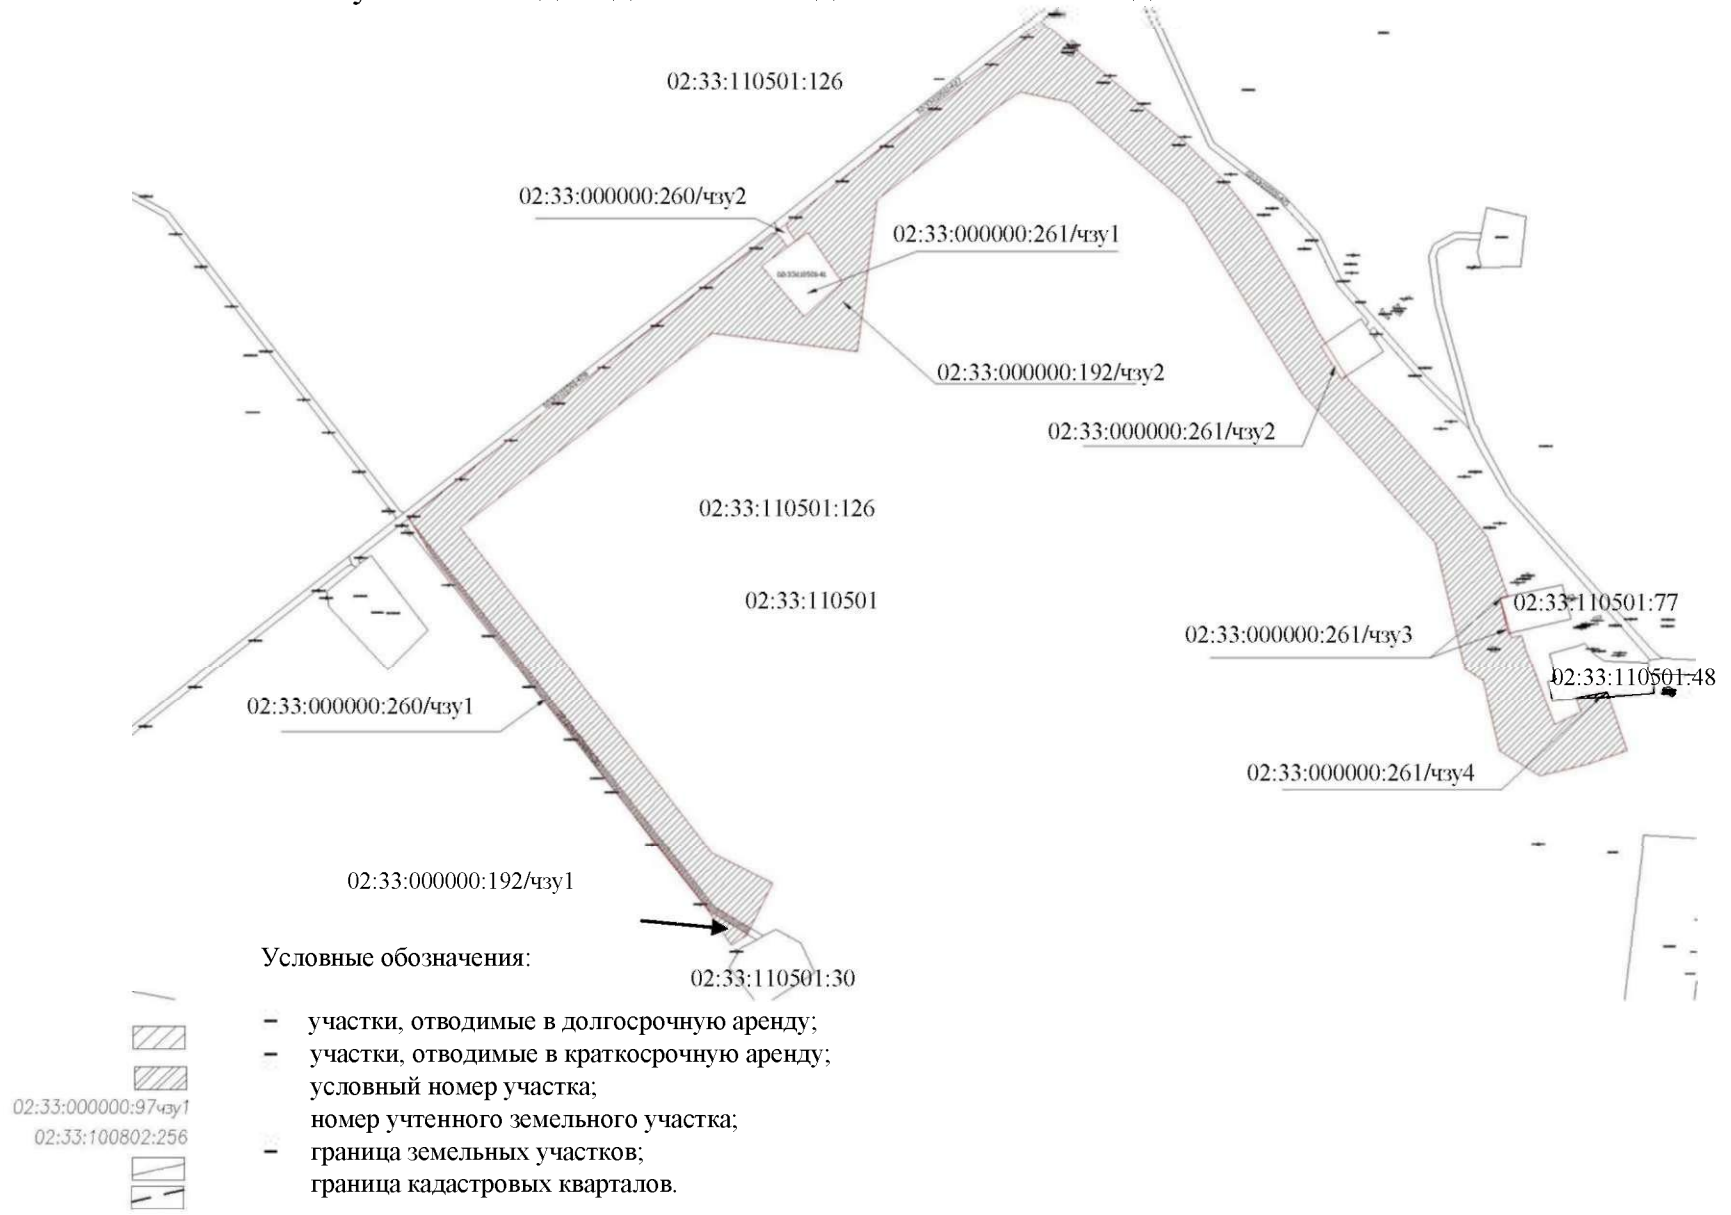 02:33:110501:126
02:33:000000:260/чзу2
02:33:000000:261/чзу1
02:33:000000:192/чзу2
02:33:000000:261/чзу2
02:33:110501:126
02:33:110501
02:33:110501:77
02:33:000000:261/чзу3
02:33:110501:48
02:33:000000:260/чзу1
02:33:000000:261/чзу4
02:33:000000:192/чзу1
02:33:110501:30
Условные обозначения:
– участки, отводимые в долгосрочную аренду;
– участки, отводимые в краткосрочную аренду;
условный номер участка;
02:33:000000:97чзу1
номер учтенного земельного участка;
02:33:100802:256
– граница земельных участков;
граница кадастровых кварталов.